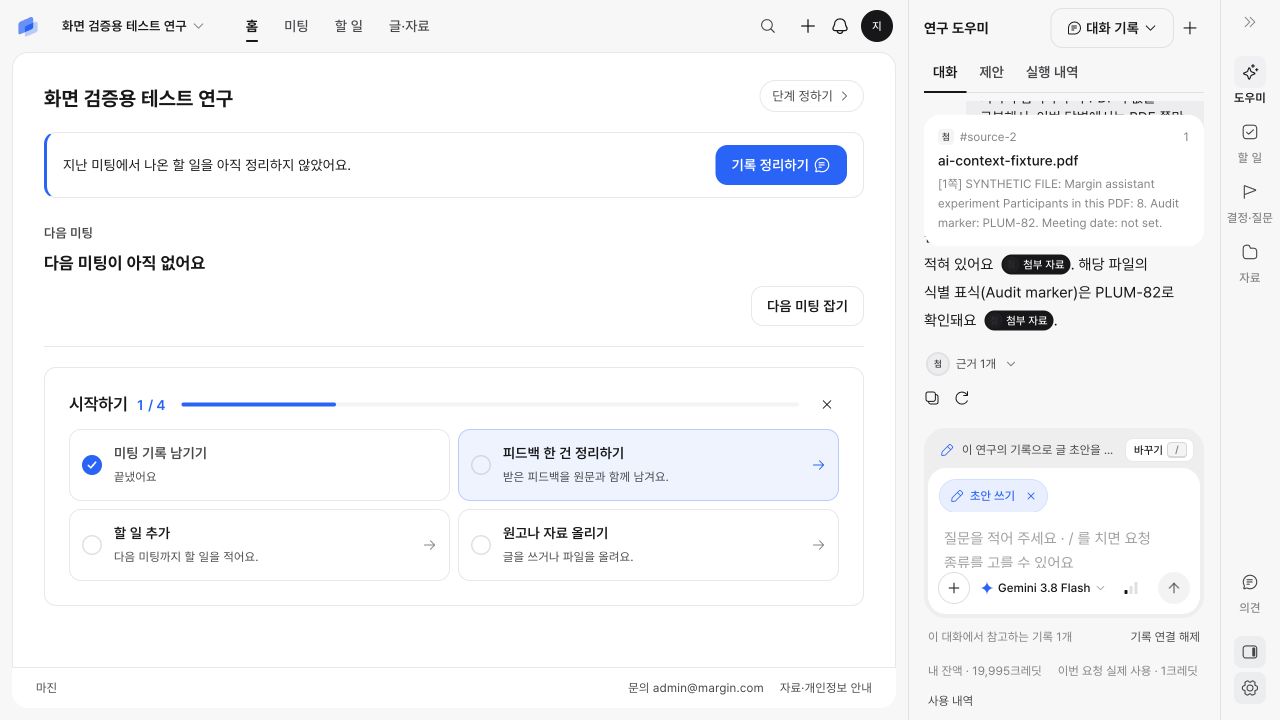 화면 검증용 테스트 연구
홈 미팅 할 일 글·자료
지
화면 검증용 테스트 연구
단계 정하기
지난 미팅에서 나온 할 일을 아직 정리하지 않았어요.
기록 정리하기
다음 미팅
다음 미팅이 아직 없어요
다음 미팅 잡기
시작하기 1 / 4
미팅 기록 남기기
끝냈어요
피드백 한 건 정리하기
받은 피드백을 원문과 함께 남겨요.
할 일 추가
다음 미팅까지 할 일을 적어요.
원고나 자료 올리기
글을 쓰거나 파일을 올려요.
마진
문의 admin@margin.com 자료·개인정보 안내
연구 도우미
대화 기록
대화 제안 실행 내역
첨 #source-2 1
ai-context-fixture.pdf
[1쪽] SYNTHETIC FILE: Margin assistant
experiment Participants in this PDF: 8. Audit
marker: PLUM-82. Meeting date: not set.
적혀 있어요 첨부 자료. 해당 파일의
식별 표식(Audit marker)은 PLUM-82로
확인돼요 첨부 자료.
첨 근거 1개
이 연구의 기록으로 글 초안을 ...
바꾸기 /
초안 쓰기
질문을 적어 주세요 · / 를 치면 요청
종류를 고를 수 있어요
Gemini 3.8 Flash
이 대화에서 참고하는 기록 1개 기록 연결 해제
내 잔액 · 19,995크레딧 이번 요청 실제 사용 · 1크레딧
사용 내역
도우미
할 일
결정·질문
자료
의견